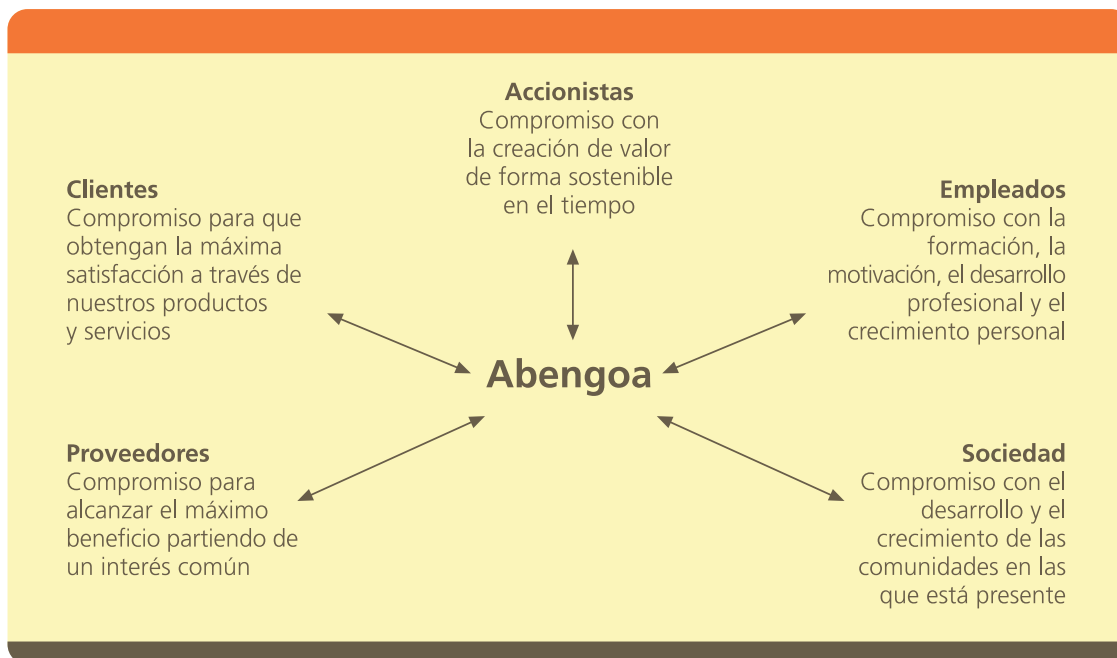 Accionistas
Compromiso con
la creación de valor
de forma sostenible
en el tiempo
Clientes
Compromiso para que
obtengan la máxima
satisfacción a través de
nuestros productos
y servicios
Empleados
Compromiso con la
formación, la
motivación, el desarrollo
profesional y el
crecimiento personal
Abengoa
Proveedores
Compromiso para
alcanzar el máximo
beneficio partiendo de
un interés común
Sociedad
Compromiso con el
desarrollo y el
crecimiento de las
comunidades en las
que está presente